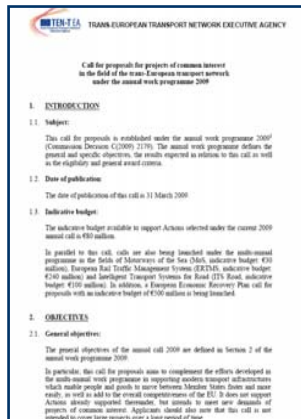 TEN-T EA
TRANS-EUROPEAN TRANSPORT NETWORK EXECUTIVE AGENCY
Call for proposals for projects of common interest
in the field of the trans-European transport network
under the annual work programme 2009
1. INTRODUCTION
1.1. Subject:
This call for proposals is established under the annual work programme 2009¹
(Commission Decision C(2009) 2179). The annual work programme defines the
general and specific objectives, the results expected in relation to this call as well
as the eligibility and general award criteria.
1.2. Date of publication:
The date of publication of this call is 31 March 2009
1.3. Indicative budget:
The indicative budget available to support Actions selected under the current 2009
annual call is €80 million.
In parallel to this call, calls are also being launched under the multi-annual
programme in the fields of Motorways of the Sea (MoS, indicative budget: €30
million), European Rail Traffic Management System (ERTMS, indicative budget:
€240 million) and Intelligent Transport Systems for Road (ITS Road, indicative
budget: €100 million). In addition, a European Economic Recovery Plan call for
proposals with an indicative budget of €500 million is being launched.
2. OBJECTIVES
2.1. General objectives:
The general objectives of the annual call 2009 are defined in Section 2 of the
annual work programme 2009.
In particular, this call for proposals aims to complement the efforts developed in
the multi-annual work programme in supporting modern transport infrastructures
which enable people and goods to move between Member States faster and more
easily, as well as add to the overall competitiveness of the EU. It does not support
Actions already supported thereunder, but intends to meet new demands of
projects of common interest. Applicants should also note that this call is not
intended to cover large projects over a long period of time.